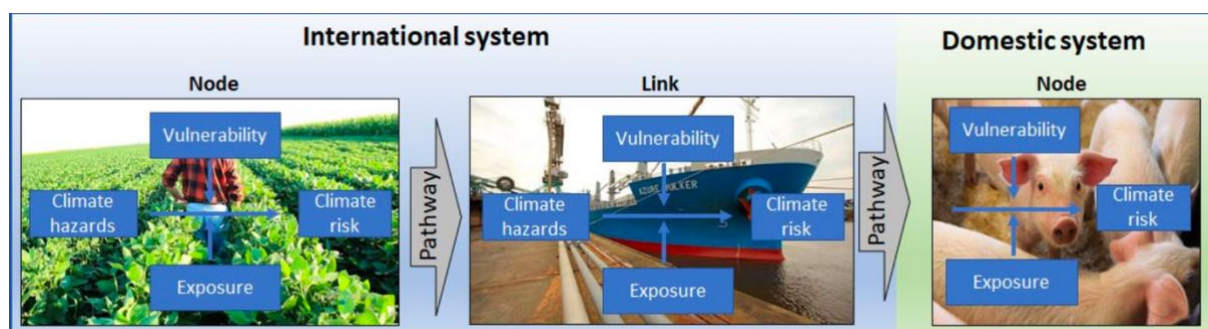 International system
Domestic system
Node
Link
Node
Vulnerability
Climate
hazards
Climate
risk
Exposure
Pathway
Vulnerability
Climate
hazards
Climate
risk
Exposure
Pathway
Vulnerability
Climate
risk
Exposure